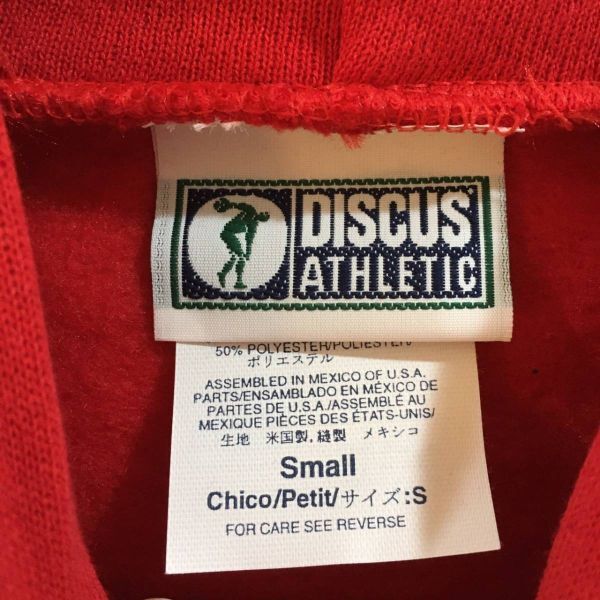 DISCUS
ATHLETIC
50% POLYESTER/POLIESTER/
ポリエステル
ASSEMBLED IN MEXICO OF U.S.A.
PARTS/ENSAMBLADO EN MÉXICO DE
PARTES DE U.S.A./ASSEMBLÉ AU
MEXIQUE PIÈCES DES ÉTATS-UNIS/
生地 米国製, 縫製 メキシコ
Small
Chico/Petit/サイズ:S
FOR CARE SEE REVERSE